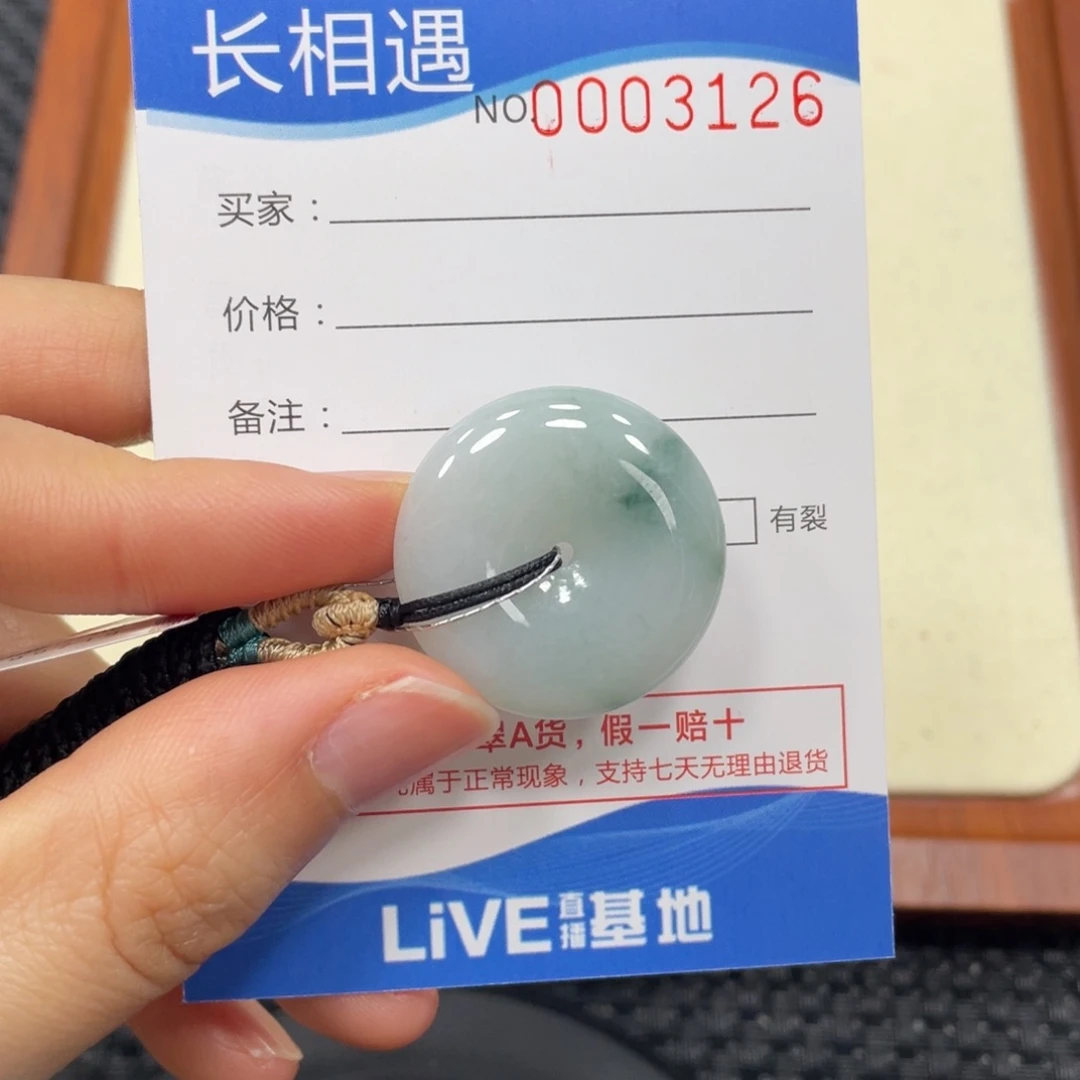 长相遇
NO.0003126
买家：
价格：
备注：
有裂
翠A货，假一赔十
属于正常现象，支持七天无理由退货
LiVE直播基地